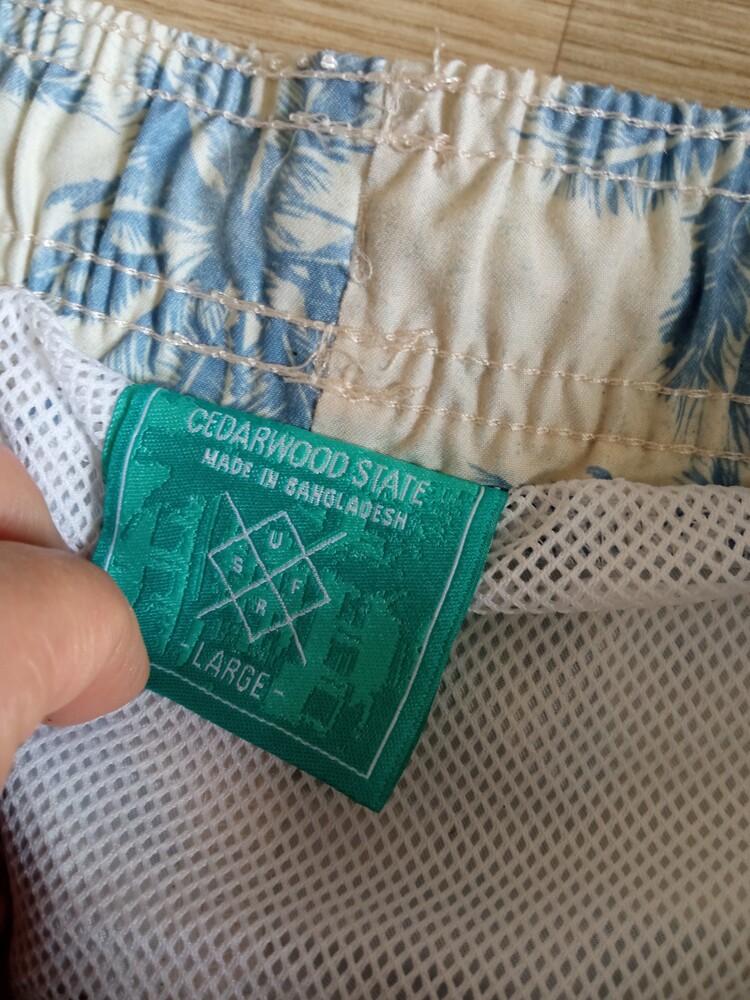 CEDARWOOD STATE
MADE IN BANGLADESH
U
S F
R
-LARGE-